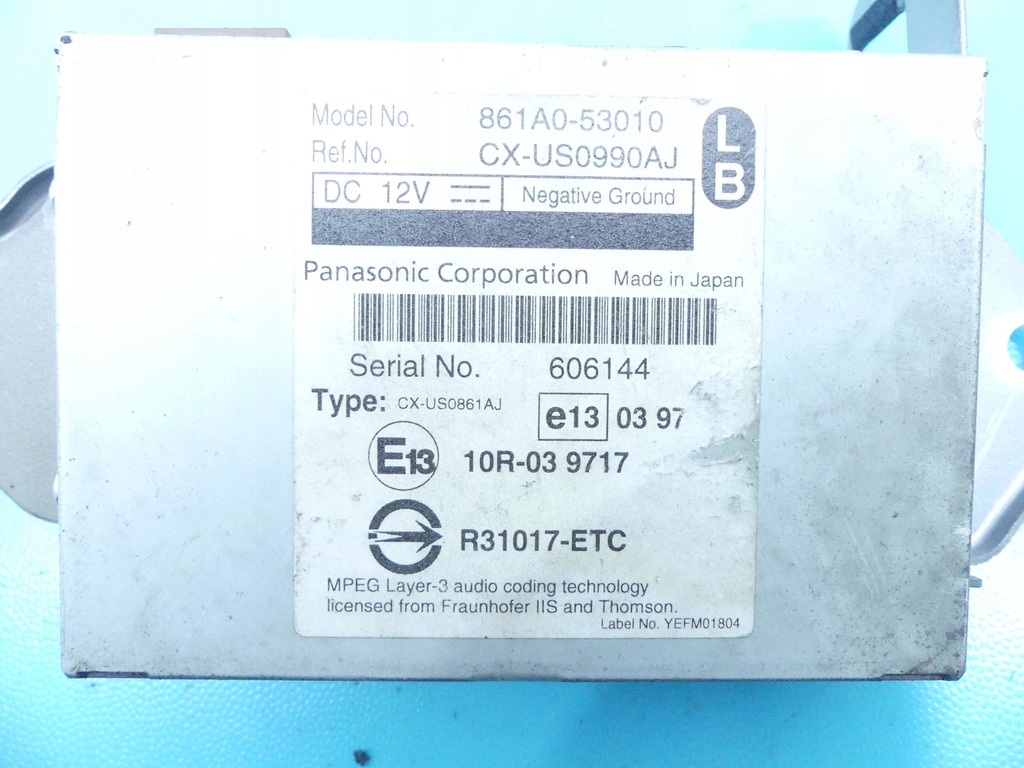 Model No. 861A0-53010
Ref.No. CX-US0990AJ
L
B
DC 12V Negative Ground
Panasonic Corporation Made in Japan
Serial No. 606144
Type: CX-US0861AJ e13 03 97
E13 10R-03 9717
R31017-ETC
MPEG Layer-3 audio coding technology
licensed from Fraunhofer IIS and Thomson.
Label No. YEFM01804